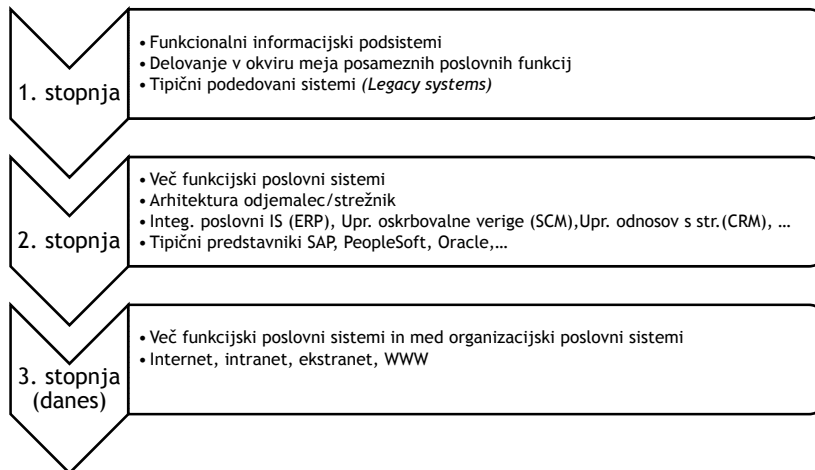 1. stopnja
• Funkcionalni informacijski podsistemi
• Delovanje v okviru meja posameznih poslovnih funkcij
• Tipični podedovani sistemi (Legacy systems)
2. stopnja
• Več funkcijski poslovni sistemi
• Arhitektura odjemalec/strežnik
• Integ. poslovni IS (ERP), Upr. oskrbovalne verige (SCM),Upr. odnosov s str.(CRM), …
• Tipični predstavniki SAP, PeopleSoft, Oracle,…
3. stopnja
(danes)
• Več funkcijski poslovni sistemi in med organizacijski poslovni sistemi
• Internet, intranet, ekstranet, WWW